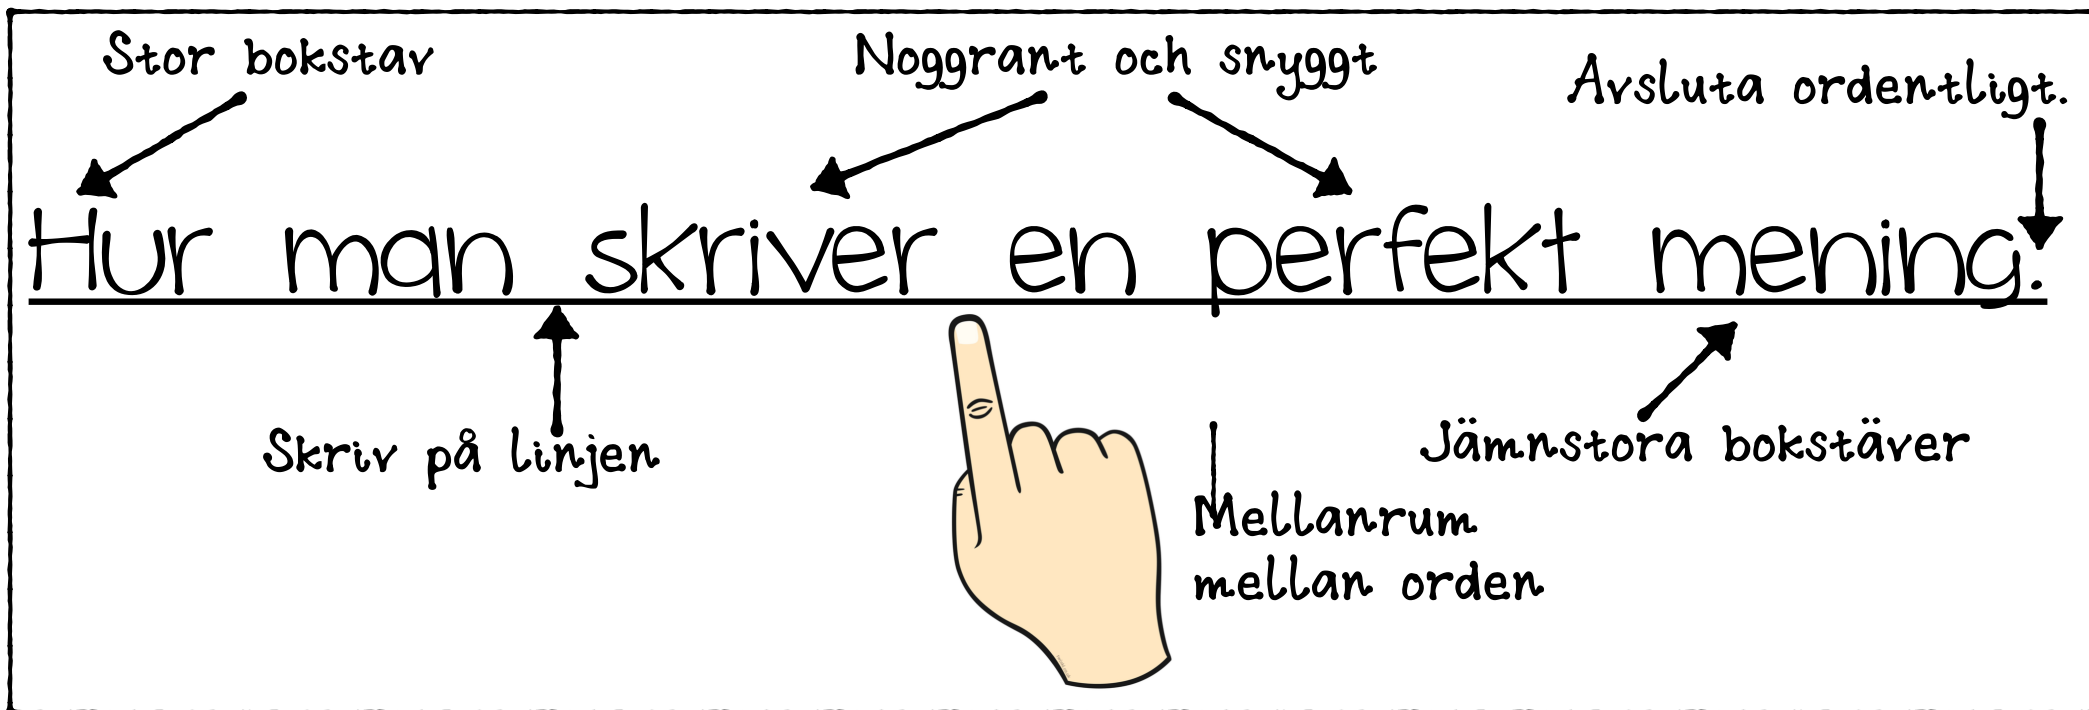 Stor bokstav
Noggrant och snyggt
Avsluta ordentligt.
Hur man skriver en perfekt mening.
Skriv på linjen
Jämnstora bokstäver
Mellanrum
mellan orden